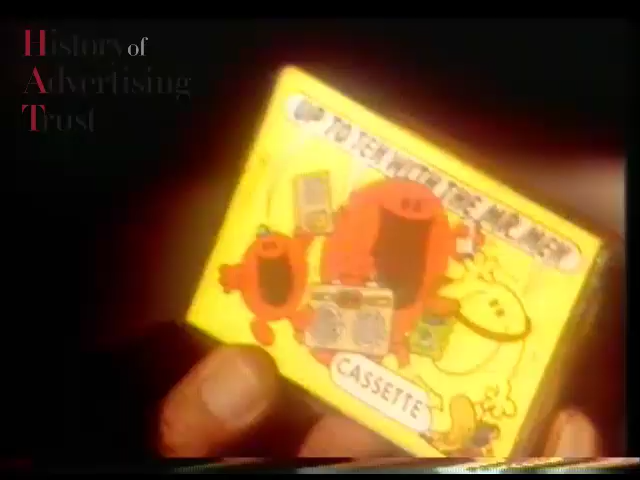 History of
Advertising
Trust
UP TO TEN WITH THE MR. MEN
CASSETTE